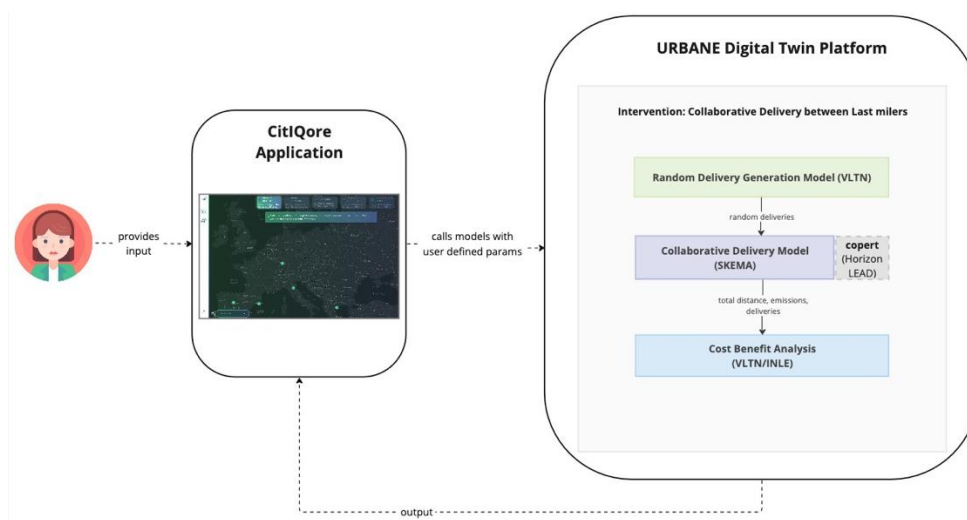 URBANE Digital Twin Platform
Intervention: Collaborative Delivery between Last milers
CitIQore
Application
Random Delivery Generation Model (VLTN)
random deliveries
provides
input
calls models with
user defined params
Collaborative Delivery Model
(SKEMA)
copert
(Horizon
LEAD)
total distance, emissions,
deliveries
Cost Benefit Analysis
(VLTN/INLE)
output